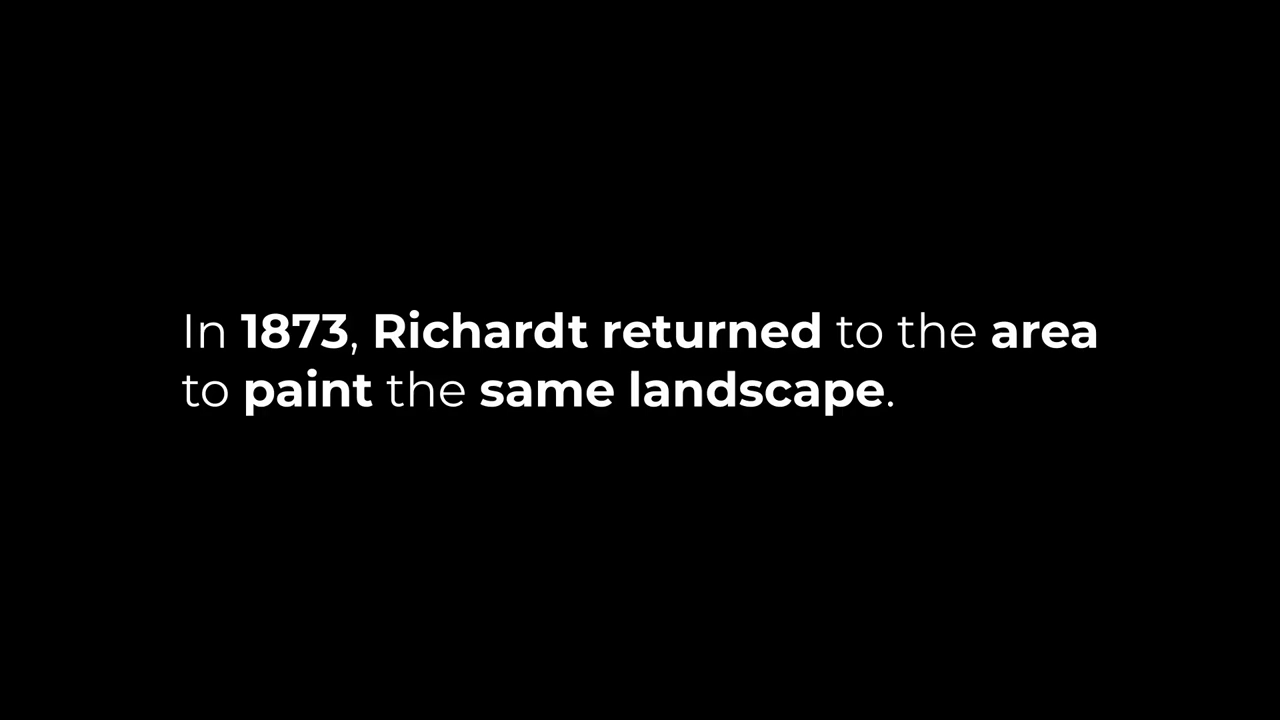 In 1873, Richardt returned to the area
to paint the same landscape.